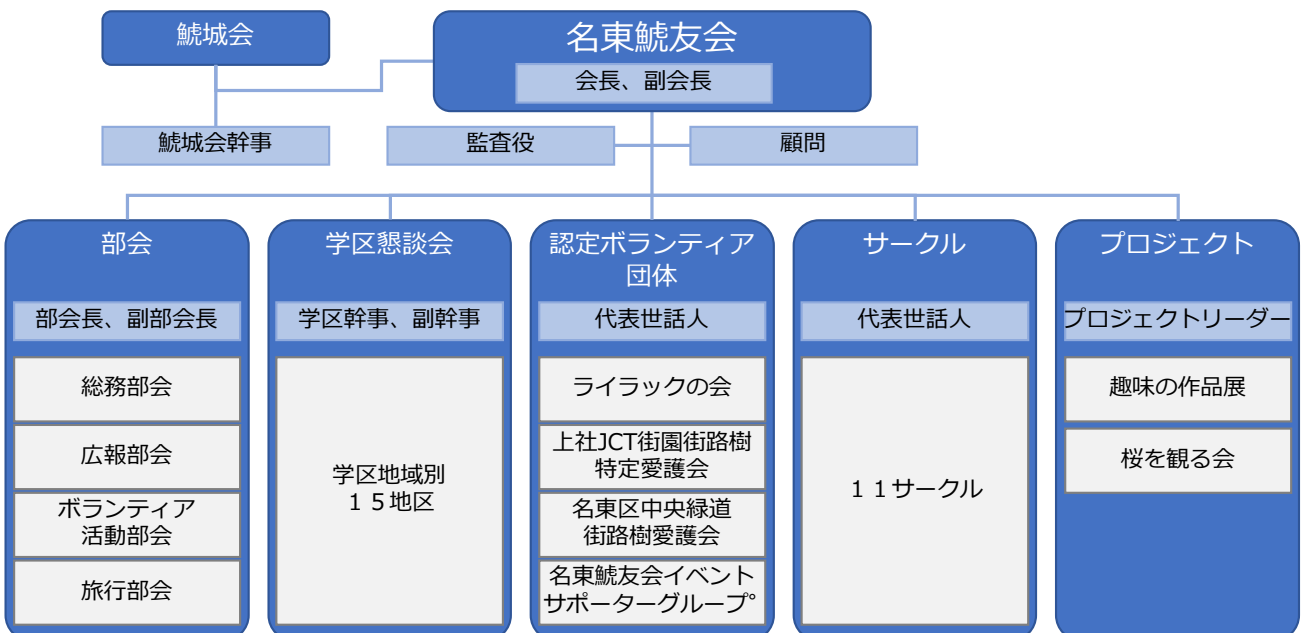 鯱城会
名東鯱友会
会長、副会長
鯱城会幹事
監査役
顧問
部会
部会長、副部会長
総務部会
広報部会
ボランティア
活動部会
旅行部会
学区懇談会
学区幹事、副幹事
学区地域別
１５地区
認定ボランティア
団体
代表世話人
ライラックの会
上社JCT街園街路樹
特定愛護会
名東区中央緑道
街路樹愛護会
名東鯱友会イベント
サポーターグループ
サークル
代表世話人
１１サークル
プロジェクト
プロジェクトリーダー
趣味の作品展
桜を観る会